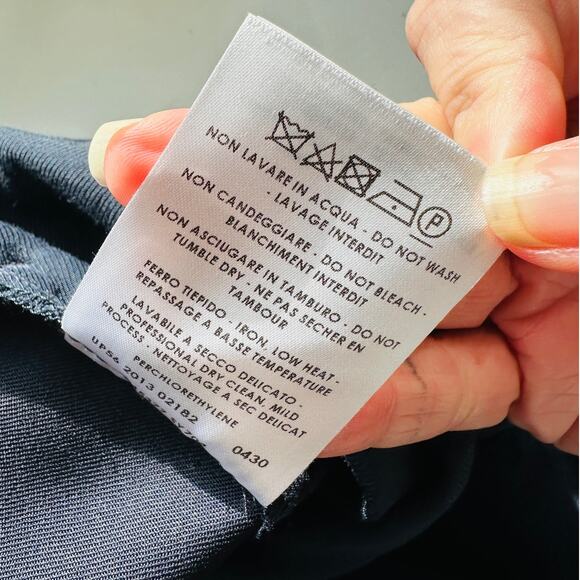 P
NON LAVARE IN ACQUA - DO NOT WASH
- LAVAGE INTERDIT
NON CANDEGGIARE - DO NOT BLEACH -
BLANCHIMENT INTERDIT
NON ASCIUGARE IN TAMBURO - DO NOT
TUMBLE DRY - NE PAS SECHER EN
TAMBOUR
FERRO TIEPIDO - IRON, LOW HEAT -
REPASSAGE A BASSE TEMPERATURE
LAVABILE A SECCO DELICATO -
PROFESSIONAL DRY CLEAN, MILD
PROCESS - NETTOYAGE A SEC DELICAT
PERCHLORETHYLENE
UP56 2013 02182
0430